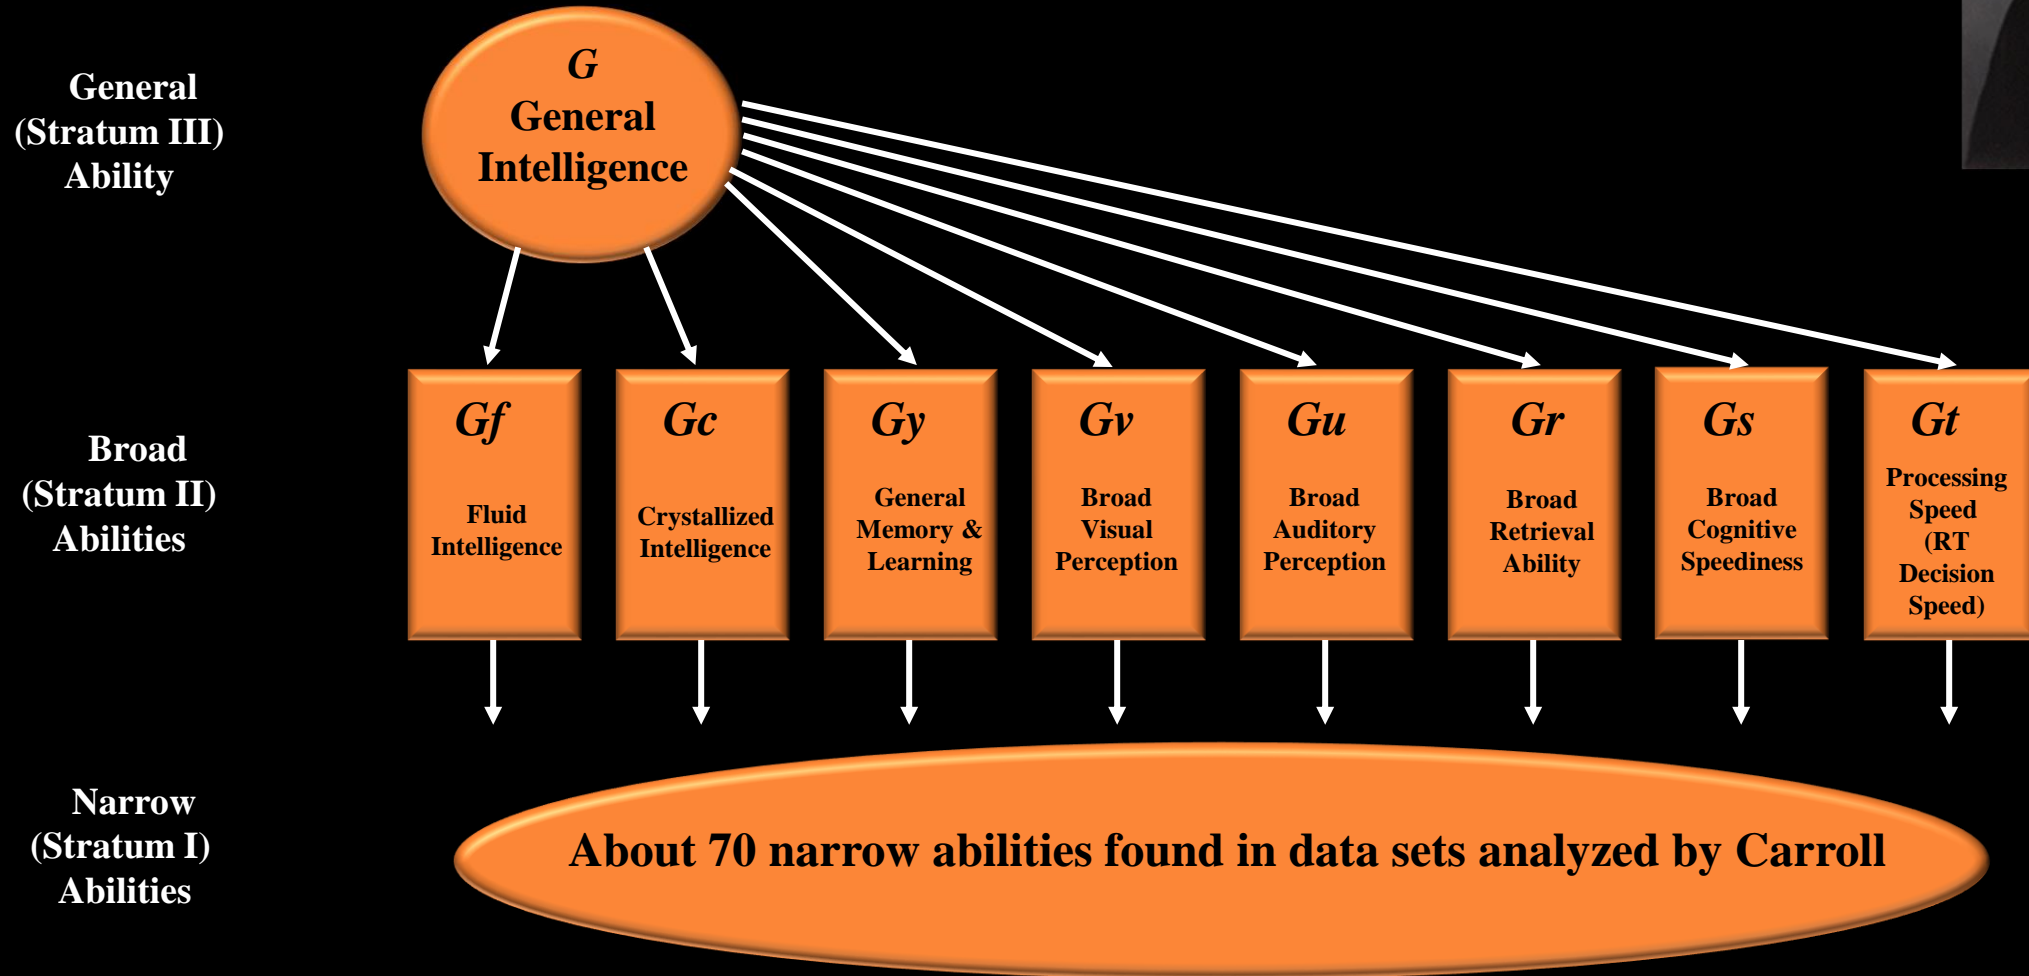 General
(Stratum III)
Ability
G
General
Intelligence
Broad
(Stratum II)
Abilities
Gf
Fluid
Intelligence
Gc
Crystallized
Intelligence
Gy
General
Memory &
Learning
Gv
Broad
Visual
Perception
Gu
Broad
Auditory
Perception
Gr
Broad
Retrieval
Ability
Gs
Broad
Cognitive
Speediness
Gt
Processing
Speed
(RT
Decision
Speed)
Narrow
(Stratum I)
Abilities
About 70 narrow abilities found in data sets analyzed by Carroll